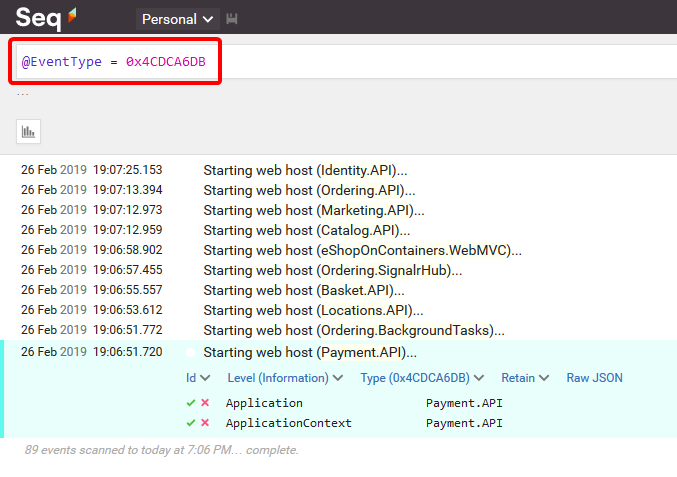 Seq Personal
@EventType = 0x4CDCA6DB
...
26 Feb 2019 19:07:25.153 Starting web host (Identity.API)...
26 Feb 2019 19:07:13.394 Starting web host (Ordering.API)...
26 Feb 2019 19:07:12.973 Starting web host (Marketing.API)...
26 Feb 2019 19:07:12.959 Starting web host (Catalog.API)...
26 Feb 2019 19:06:58.902 Starting web host (eShopOnContainers.WebMVC)...
26 Feb 2019 19:06:57.455 Starting web host (Ordering.SignalrHub)...
26 Feb 2019 19:06:55.557 Starting web host (Basket.API)...
26 Feb 2019 19:06:53.612 Starting web host (Locations.API)...
26 Feb 2019 19:06:51.772 Starting web host (Ordering.BackgroundTasks)...
26 Feb 2019 19:06:51.720 Starting web host (Payment.API)...
Id Level (Information) Type (0x4CDCA6DB) Retain Raw JSON
Application Payment.API
ApplicationContext Payment.API
89 events scanned to today at 7:06 PM... complete.